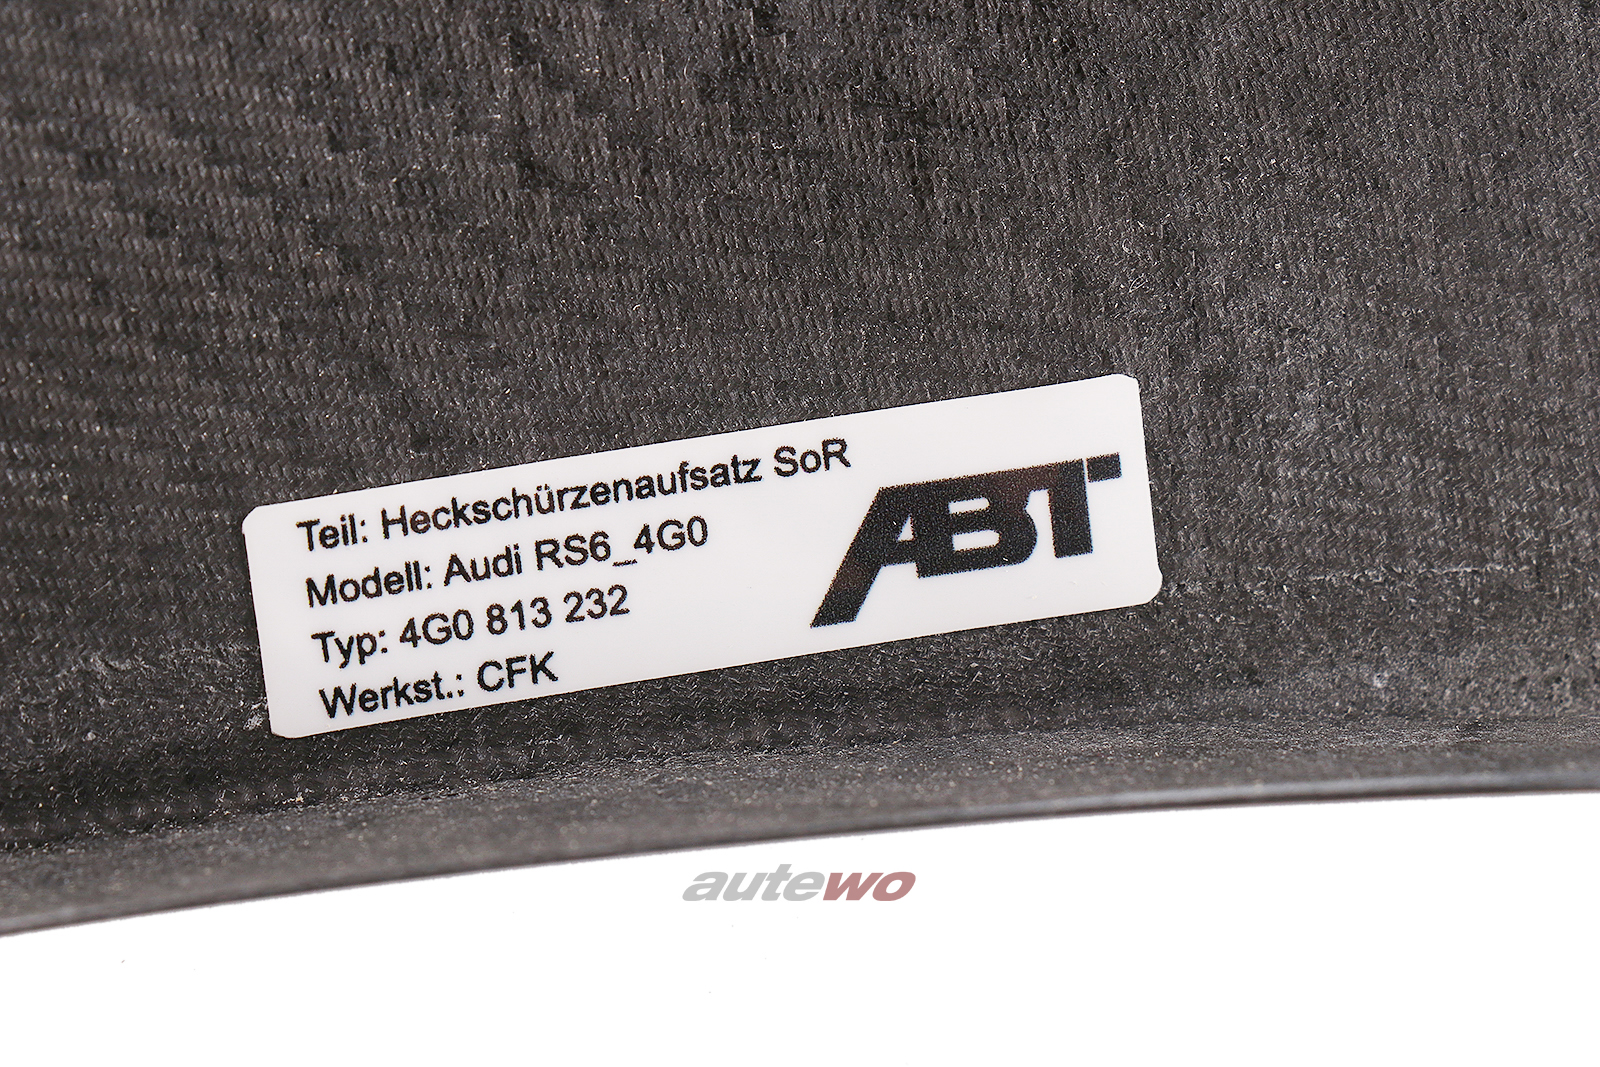 Teil: Heckschürzenaufsatz SoR
Modell: Audi RS6_4G0
Typ: 4G0 813 232
Werkst.: CFK
ABT
autewo